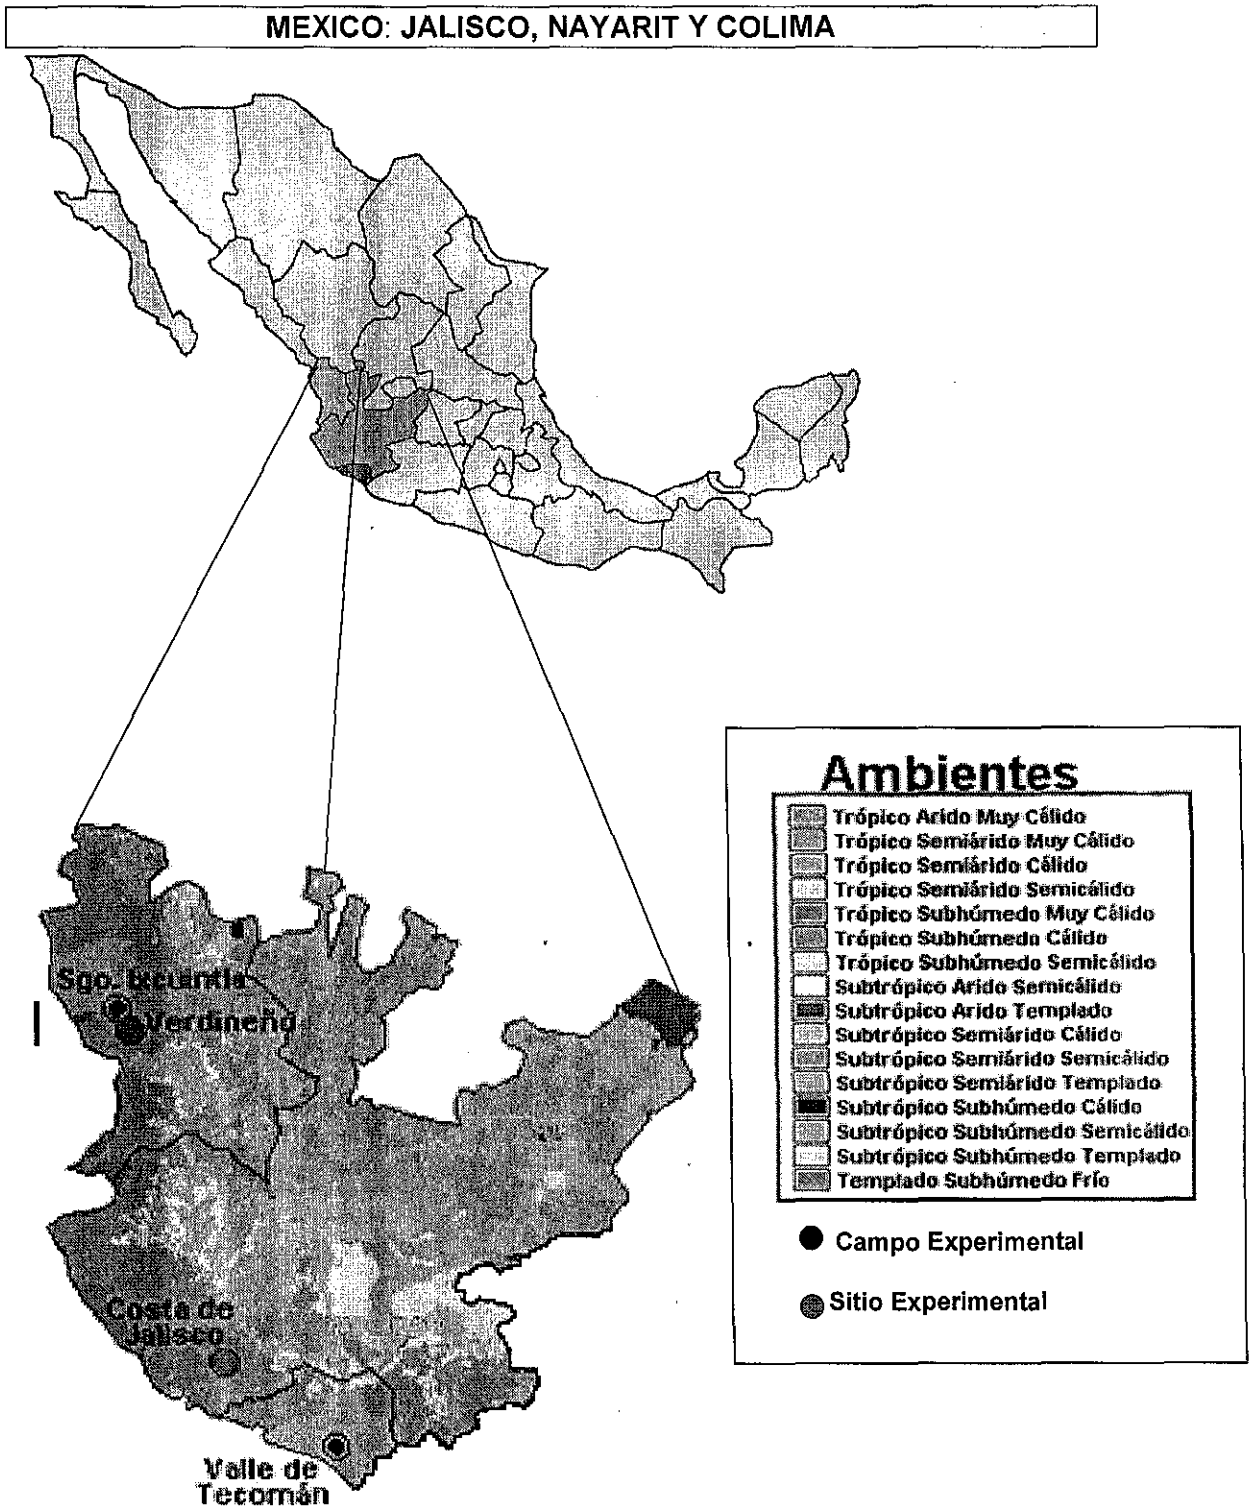 MEXICO: JALISCO, NAYARIT Y COLIMA
Ambientes
Trópico Arido Muy Cálido
Trópico Semiárido Muy Cálido
Trópico Semiárido Cálido
Trópico Semiárido Semicálido
Trópico Subhúmedo Muy Cálido
Trópico Subhúmedo Cálido
Trópico Subhúmedo Semicálido
Subtrópico Arido Semicálido
Subtrópico Arido Templado
Subtrópico Semiárido Cálido
Subtrópico Semiárido Semicálido
Subtrópico Semiárido Templado
Subtrópico Subhúmedo Cálido
Subtrópico Subhúmedo Semicálido
Subtrópico Subhúmedo Templado
Templado Subhúmedo Frío
Campo Experimental
Sitio Experimental
Sgo. Ixcuintla
Verdineño
Costa de
Jalisco
Valle de
Tecomán